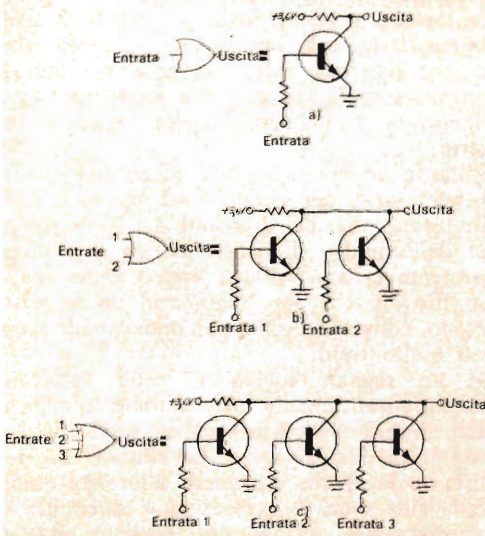 +3,6V Uscita
Entrata Uscita =
a)
Entrata
+3,6V Uscita
1
Entrate Uscita =
2
b)
Entrata 1 Entrata 2
+3,6V Uscita
1
Entrate 2 Uscita =
3
c)
Entrata 1 Entrata 2 Entrata 3